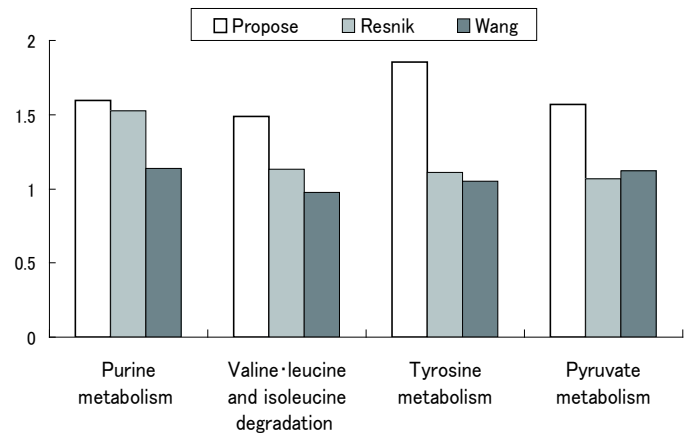 Propose Resnik Wang
2
1.5
1
0.5
0
Purine
metabolism
Valine･leucine
and isoleucine
degradation
Tyrosine
metabolism
Pyruvate
metabolism